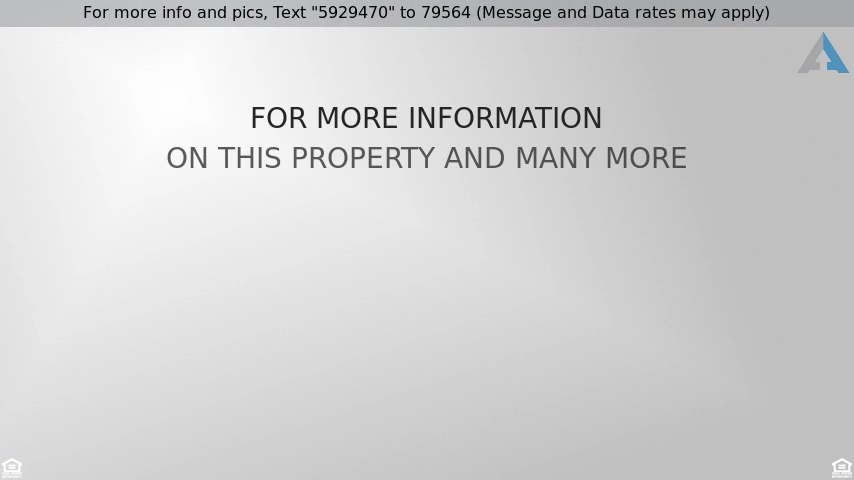 For more info and pics, Text "5929470" to 79564 (Message and Data rates may apply)
FOR MORE INFORMATION
ON THIS PROPERTY AND MANY MORE